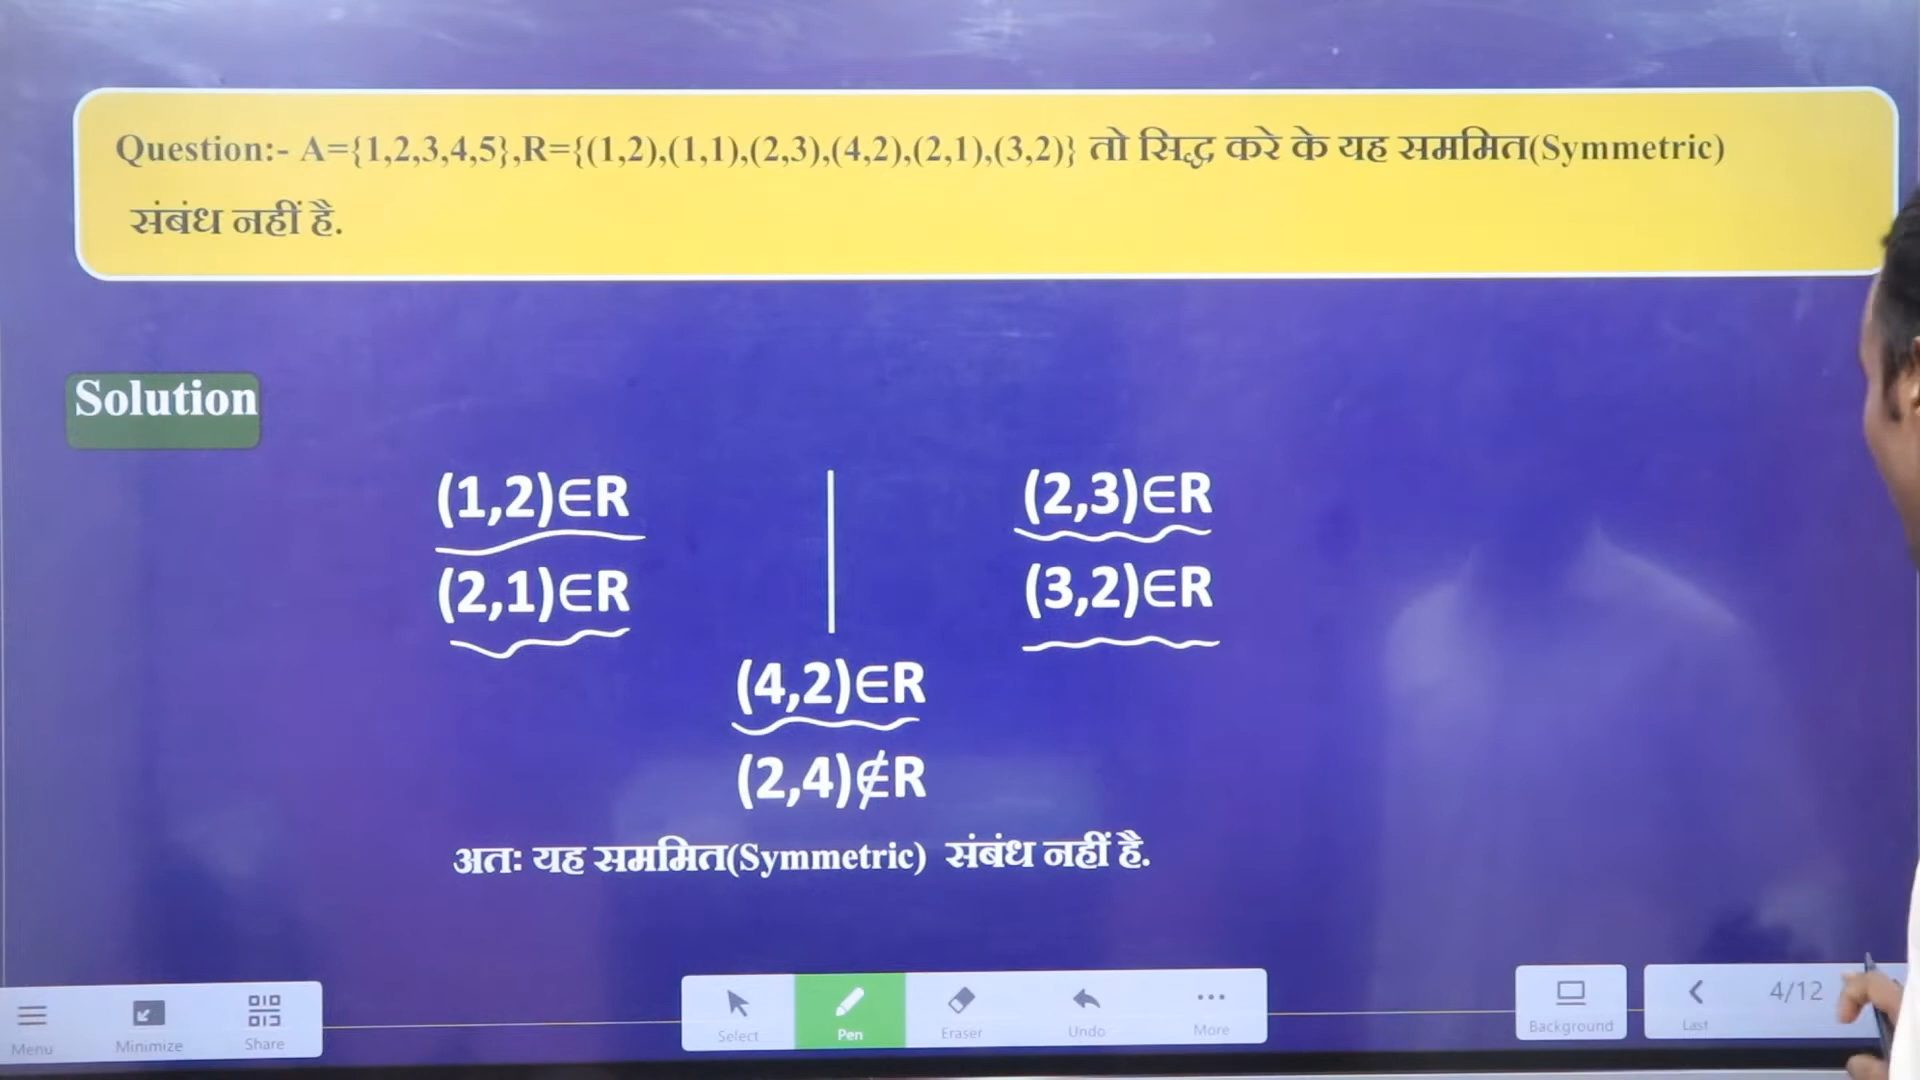 Question:- A={1,2,3,4,5},R={(1,2),(1,1),(2,3),(4,2),(2,1),(3,2)} तो सिद्ध करे के यह सममित(Symmetric)
संबंध नहीं है.
Solution
(1,2)∈R
(2,1)∈R
(2,3)∈R
(3,2)∈R
(4,2)∈R
(2,4)∉R
अतः यह सममित(Symmetric) संबंध नहीं है.
Menu
Minimize
Share
Select
Pen
Eraser
Undo
More
Background
Last
4/12